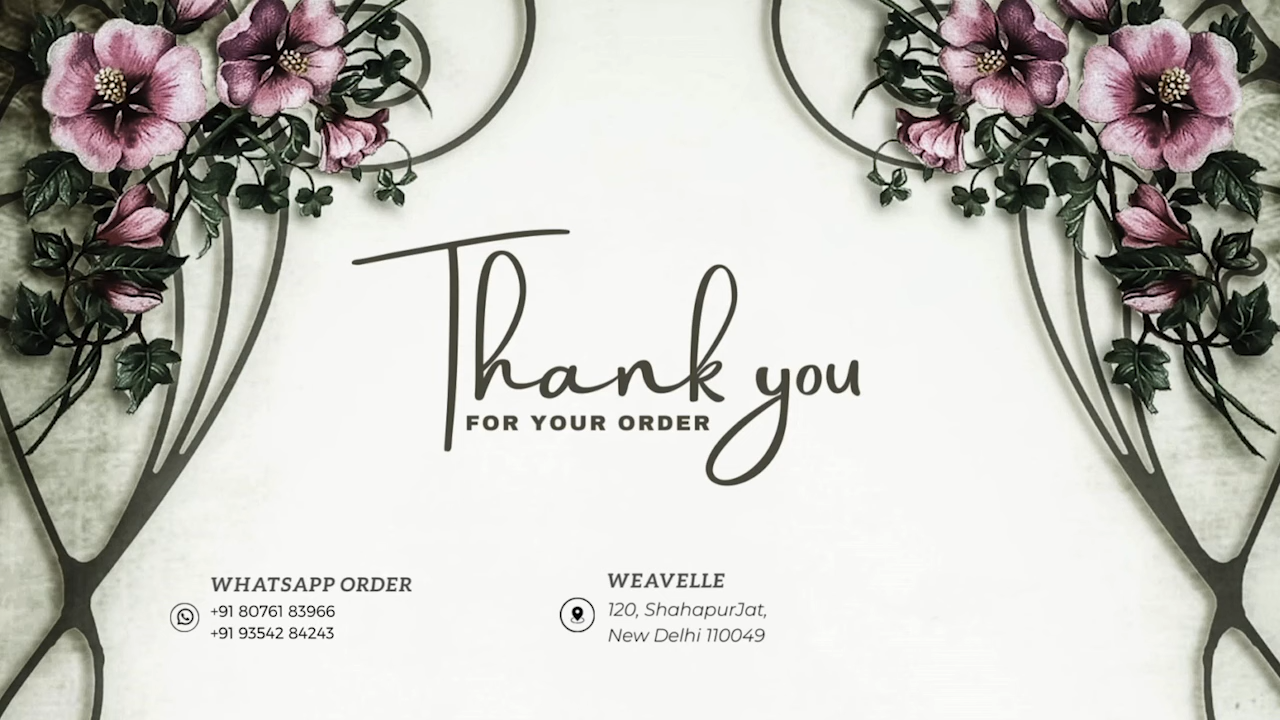 Thank you
FOR YOUR ORDER
WHATSAPP ORDER
+91 80761 83966
+91 93542 84243
WEAVELLE
120, ShahapurJat,
New Delhi 110049